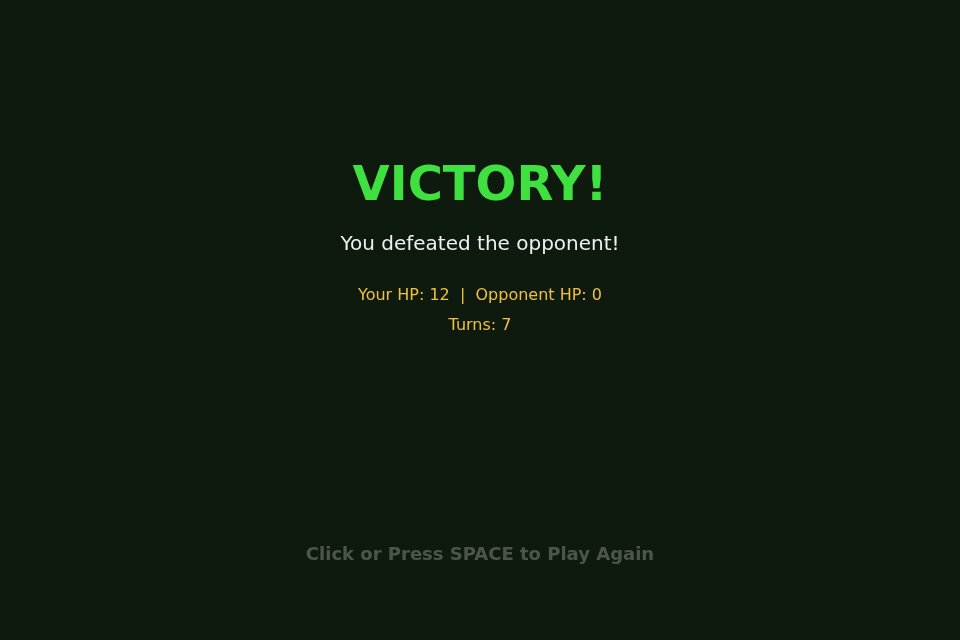 VICTORY!
You defeated the opponent!
Your HP: 12 | Opponent HP: 0
Turns: 7
Click or Press SPACE to Play Again